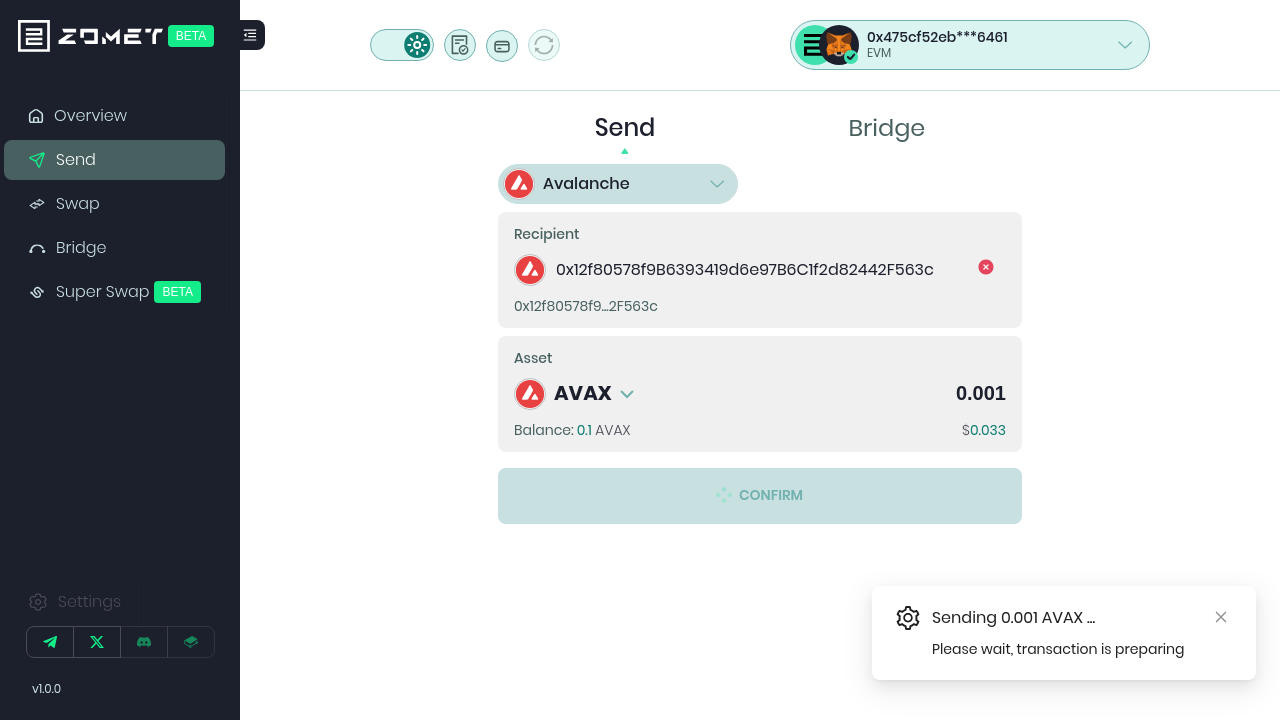 ZOMET BETA
0x475cf52eb***6461
EVM
Overview
Send
Swap
Bridge
Super Swap BETA
Settings
v1.0.0
Send
Bridge
Avalanche
Recipient
0x12f80578f9B6393419d6e97B6C1f2d82442F563c
0x12f80578f9...2F563c
Asset
AVAX
0.001
Balance: 0.1 AVAX
$0.033
CONFIRM
Sending 0.001 AVAX ...
Please wait, transaction is preparing